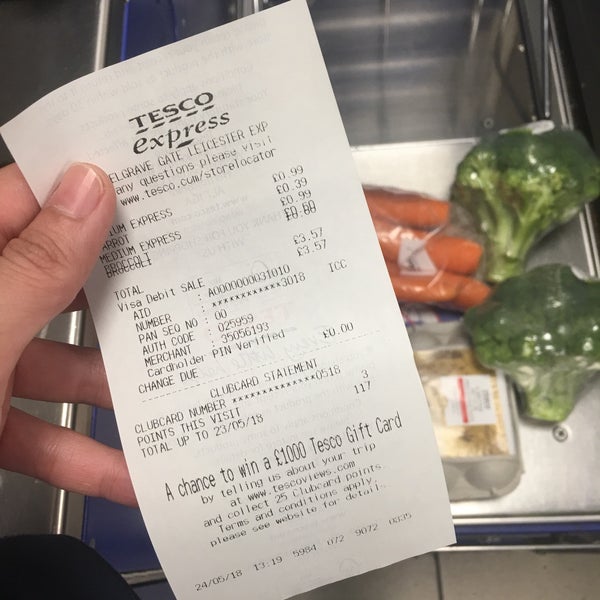 TESCO
express
ELGRAVE GATE LEICESTER EXP
any questions please visit
www.tesco.com/storelocator
IUM EXPRESS £0.99
ARROT £0.39
MEDIUM EXPRESS £0.99
BROCCOLI £0.60
TOTAL £3.57
Visa Debit SALE £3.57
AID : A0000000031010
NUMBER : ************3018 ICC
PAN SEQ NO : 00
AUTH CODE : 025959
MERCHANT : 35056193
Cardholder PIN Verified
CHANGE DUE £0.00
CLUBCARD STATEMENT
CLUBCARD NUMBER **************0518
POINTS THIS VISIT 3
TOTAL UP TO 23/05/18 117
A chance to win a £1000 Tesco Gift Card
by telling us about your trip
at www.tescoviews.com
and collect 25 Clubcard points.
Terms and conditions apply,
please see website for detail.
24/05/18 13:19 5984 072 9072 0335